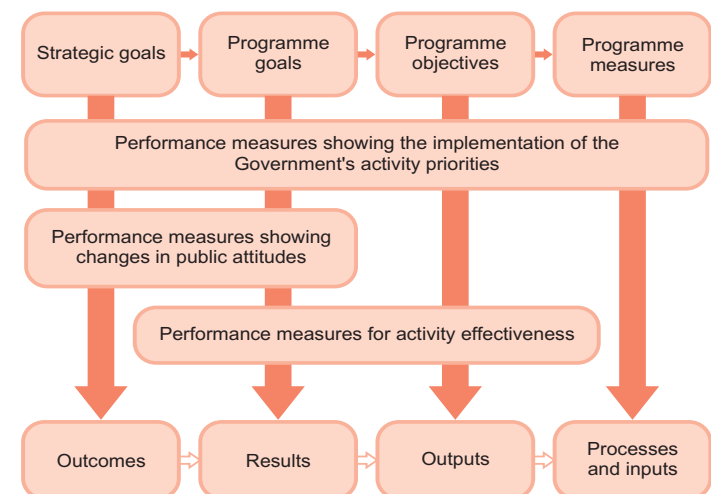 Strategic goals
Programme
goals
Programme
objectives
Programme
measures
Performance measures showing the implementation of the
Government's activity priorities
Performance measures showing
changes in public attitudes
Performance measures for activity effectiveness
Outcomes
Results
Outputs
Processes
and inputs